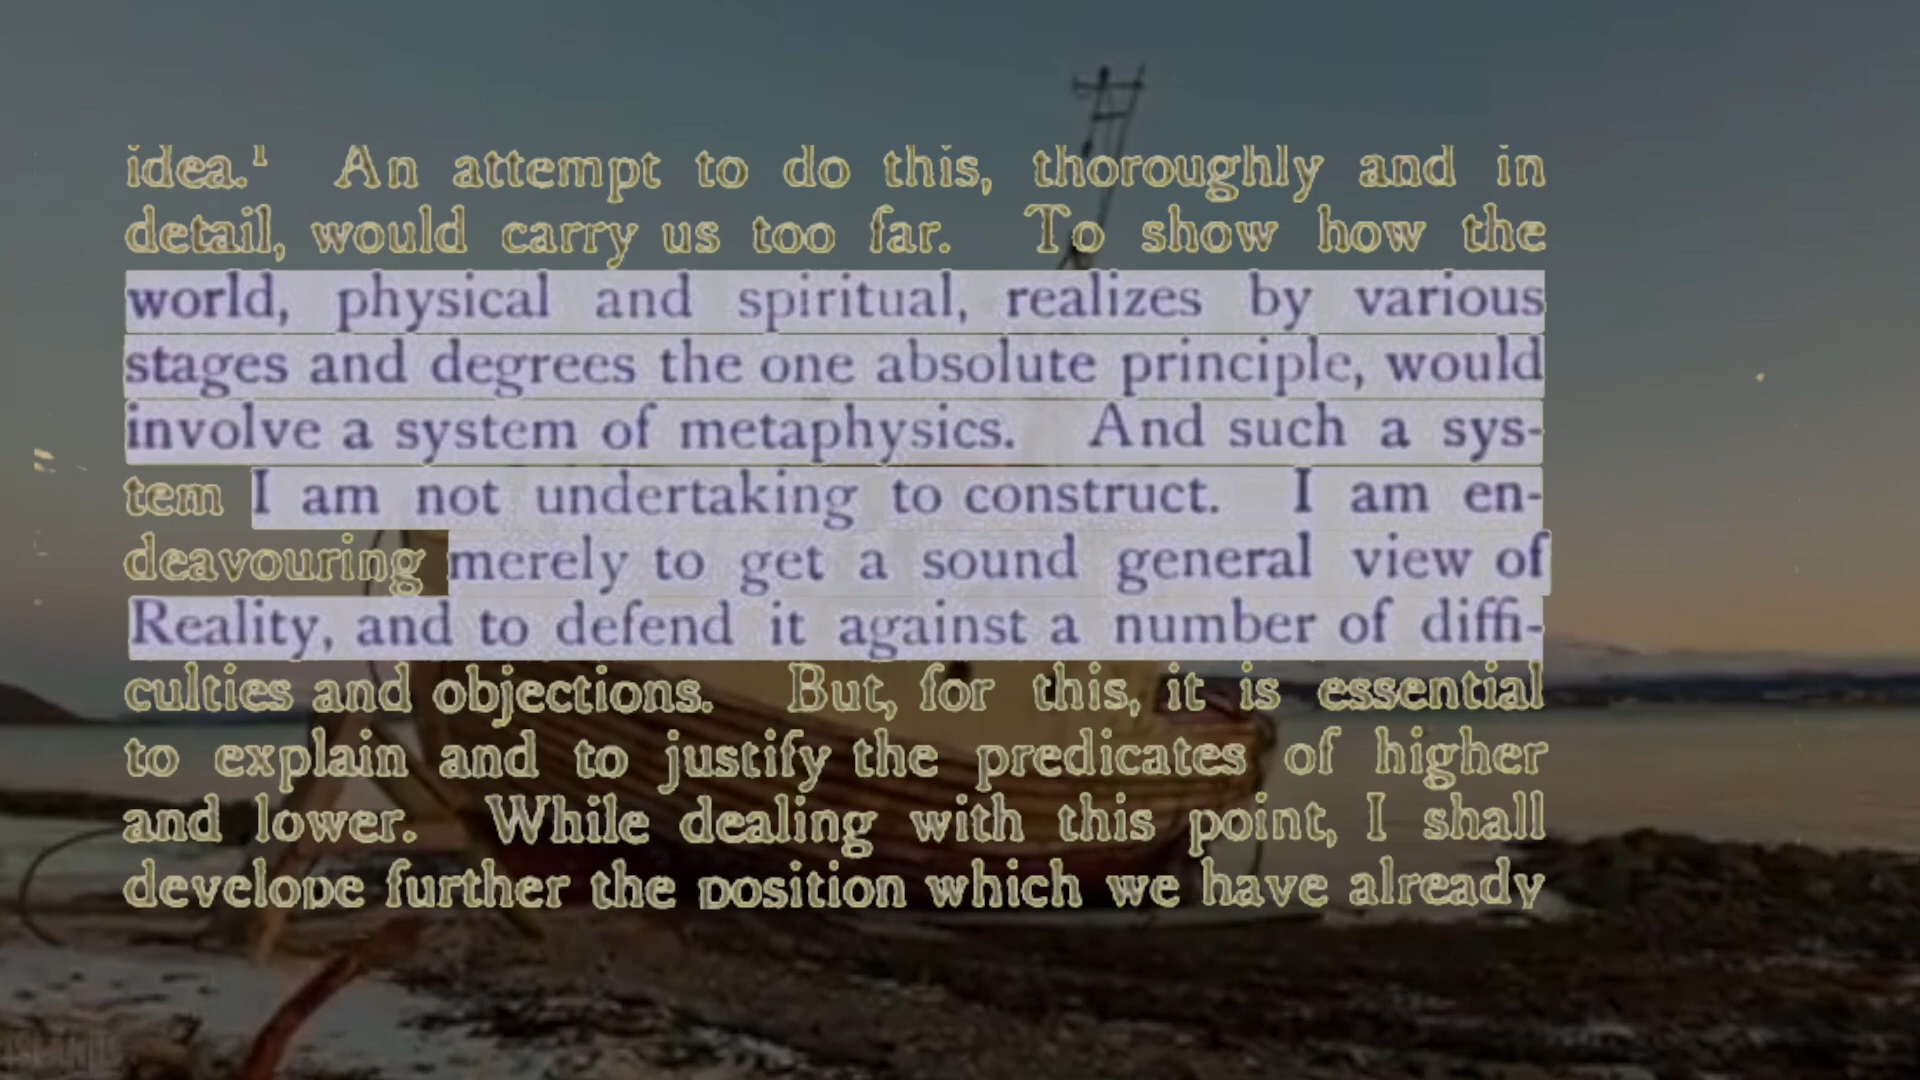 idea.¹ An attempt to do this, thoroughly and in
detail, would carry us too far. To show how the
world, physical and spiritual, realizes by various
stages and degrees the one absolute principle, would
involve a system of metaphysics. And such a sys-
tem I am not undertaking to construct. I am en-
deavouring merely to get a sound general view of
Reality, and to defend it against a number of diffi-
culties and objections. But, for this, it is essential
to explain and to justify the predicates of higher
and lower. While dealing with this point, I shall
develope further the position which we have already